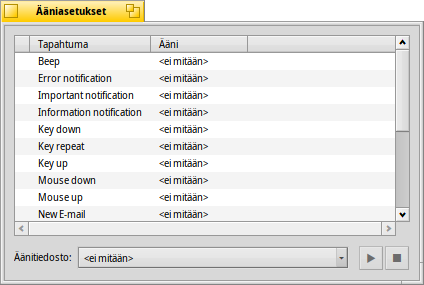 Ääniasetukset
Tapahtuma Ääni
Beep <ei mitään>
Error notification <ei mitään>
Important notification <ei mitään>
Information notification <ei mitään>
Key down <ei mitään>
Key repeat <ei mitään>
Key up <ei mitään>
Mouse down <ei mitään>
Mouse up <ei mitään>
New E-mail <ei mitään>
Äänitiedosto: <ei mitään>